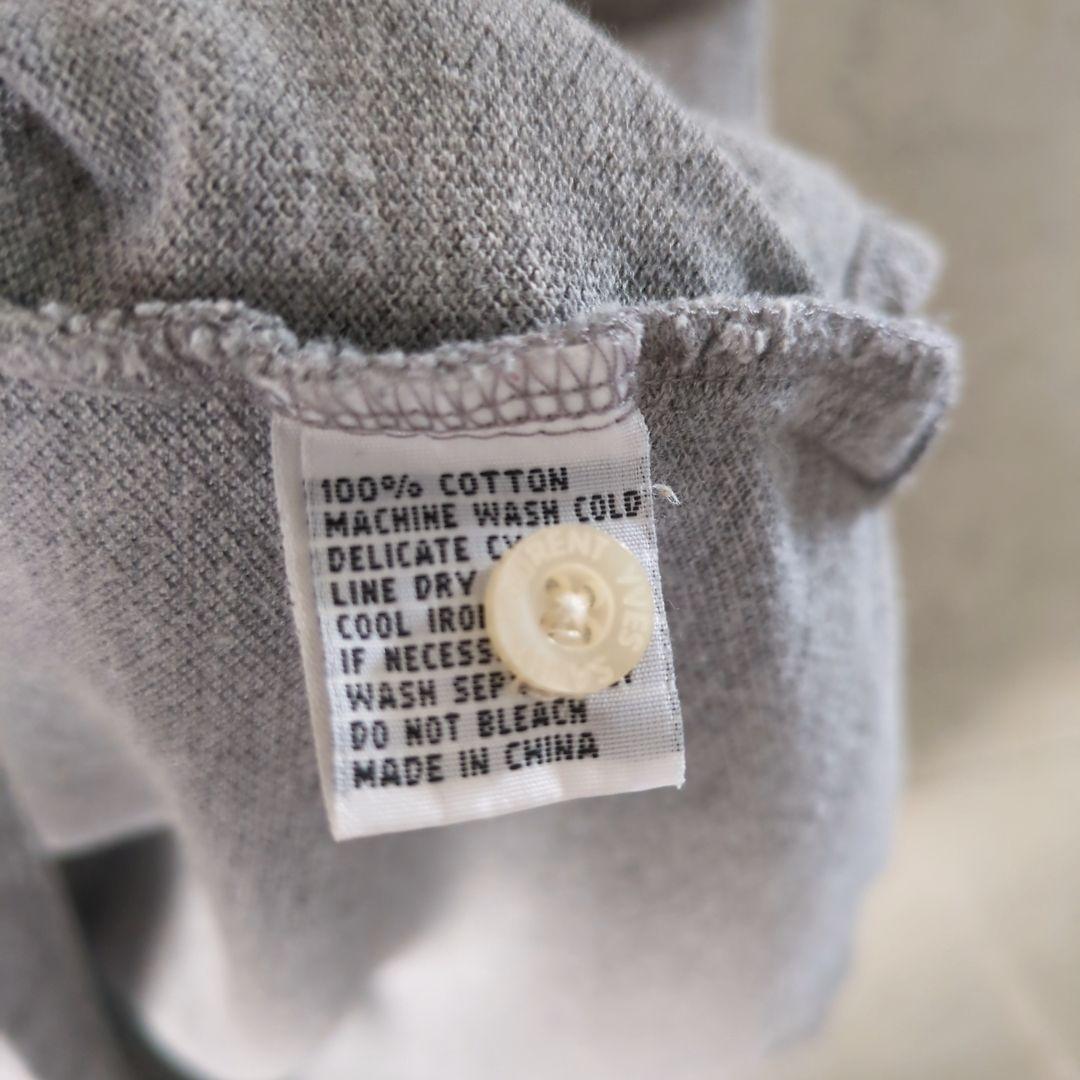 100% COTTON
MACHINE WASH COLD
DELICATE
LINE DRY
COOL
IF
WASH
DO NOT BLEACH
MADE IN CHINA